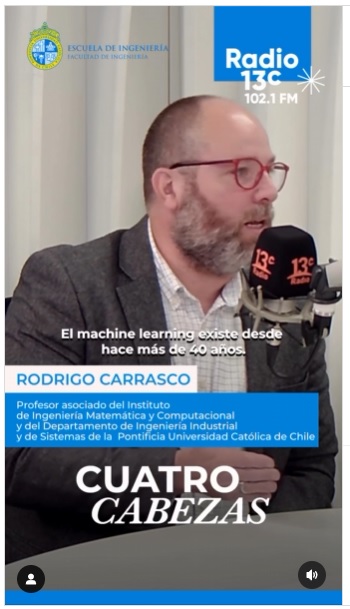 ESCUELA DE INGENIERÍA
FACULTAD DE INGENIERÍA
Radio
13c
102.1 FM
13c
Radio
13c
Radio
El machine learning existe desde
hace más de 40 años.
RODRIGO CARRASCO
Profesor asociado del Instituto
de Ingeniería Matemática y Computacional
y del Departamento de Ingeniería Industrial
y de Sistemas de la Pontificia Universidad Católica de Chile
CUATRO
CABEZAS